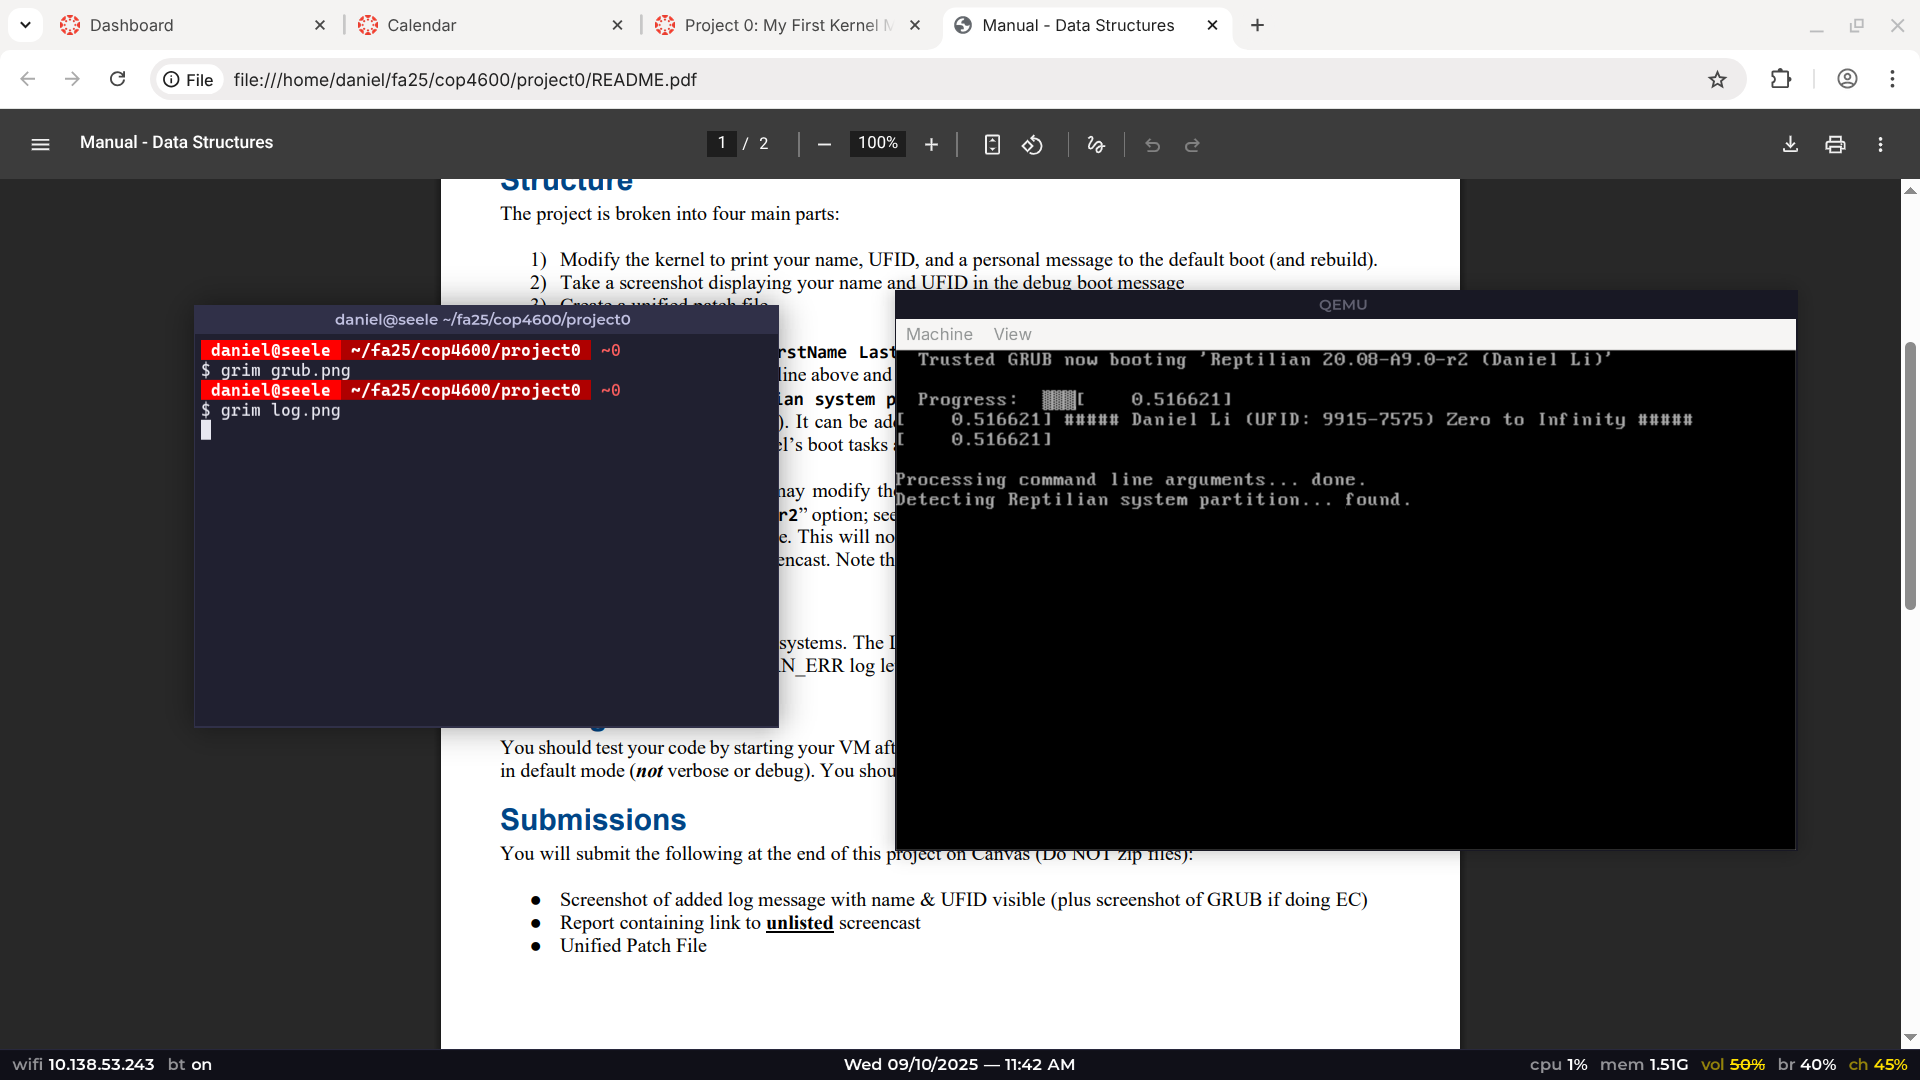 Dashboard
Calendar
Project 0: My First Kernel M
Manual - Data Structures
File
file:///home/daniel/fa25/cop4600/project0/README.pdf
Manual - Data Structures
1 / 2
100%
Structure
The project is broken into four main parts:
1) Modify the kernel to print your name, UFID, and a personal message to the default boot (and rebuild).
2) Take a screenshot displaying your name and UFID in the debug boot message
3) Create a unified patch file
daniel@seele ~/fa25/cop4600/project0
daniel@seele ~/fa25/cop4600/project0 ~0
$ grim grub.png
daniel@seele ~/fa25/cop4600/project0 ~0
$ grim log.png
rstName Last
line above and
ian system p
). It can be
el's boot tasks
may modify the
r2" option; see
e. This will no
encast. Note th
systems. The
N_ERR log le
QEMU
Machine View
Trusted GRUB now booting 'Reptilian 20.08-A9.0-r2 (Daniel Li)'
Progress: [ 0.516621]
[ 0.516621] ##### Daniel Li (UFID: 9915-7575) Zero to Infinity #####
[ 0.516621]
Processing command line arguments... done.
Detecting Reptilian system partition... found.
You should test your code by starting your VM aft
in default mode (not verbose or debug). You shou
Submissions
You will submit the following at the end of this project on Canvas (Do NOT zip files):
● Screenshot of added log message with name & UFID visible (plus screenshot of GRUB if doing EC)
● Report containing link to unlisted screencast
● Unified Patch File
wifi 10.138.53.243 bt on
Wed 09/10/2025 — 11:42 AM
cpu 1% mem 1.51G vol 50% br 40% ch 45%